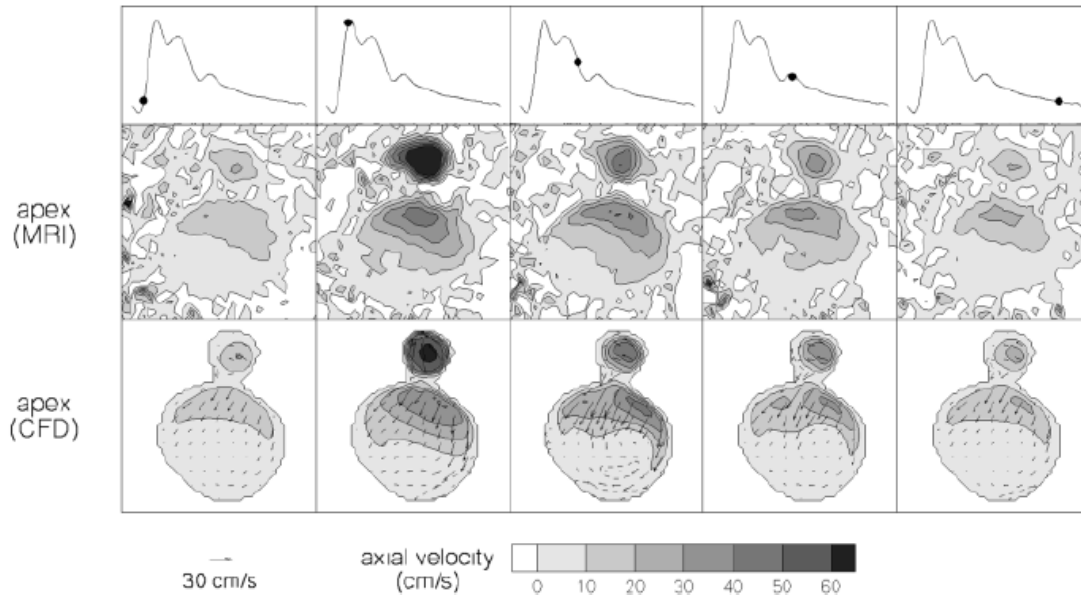 apex
(MRI)
apex
(CFD)
30 cm/s
axial velocity
(cm/s)
0 10 20 30 40 50 60